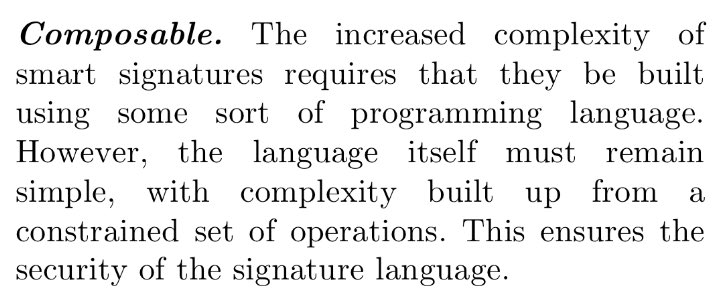 Composable. The increased complexity of
smart signatures requires that they be built
using some sort of programming language.
However, the language itself must remain
simple, with complexity built up from a
constrained set of operations. This ensures the
security of the signature language.